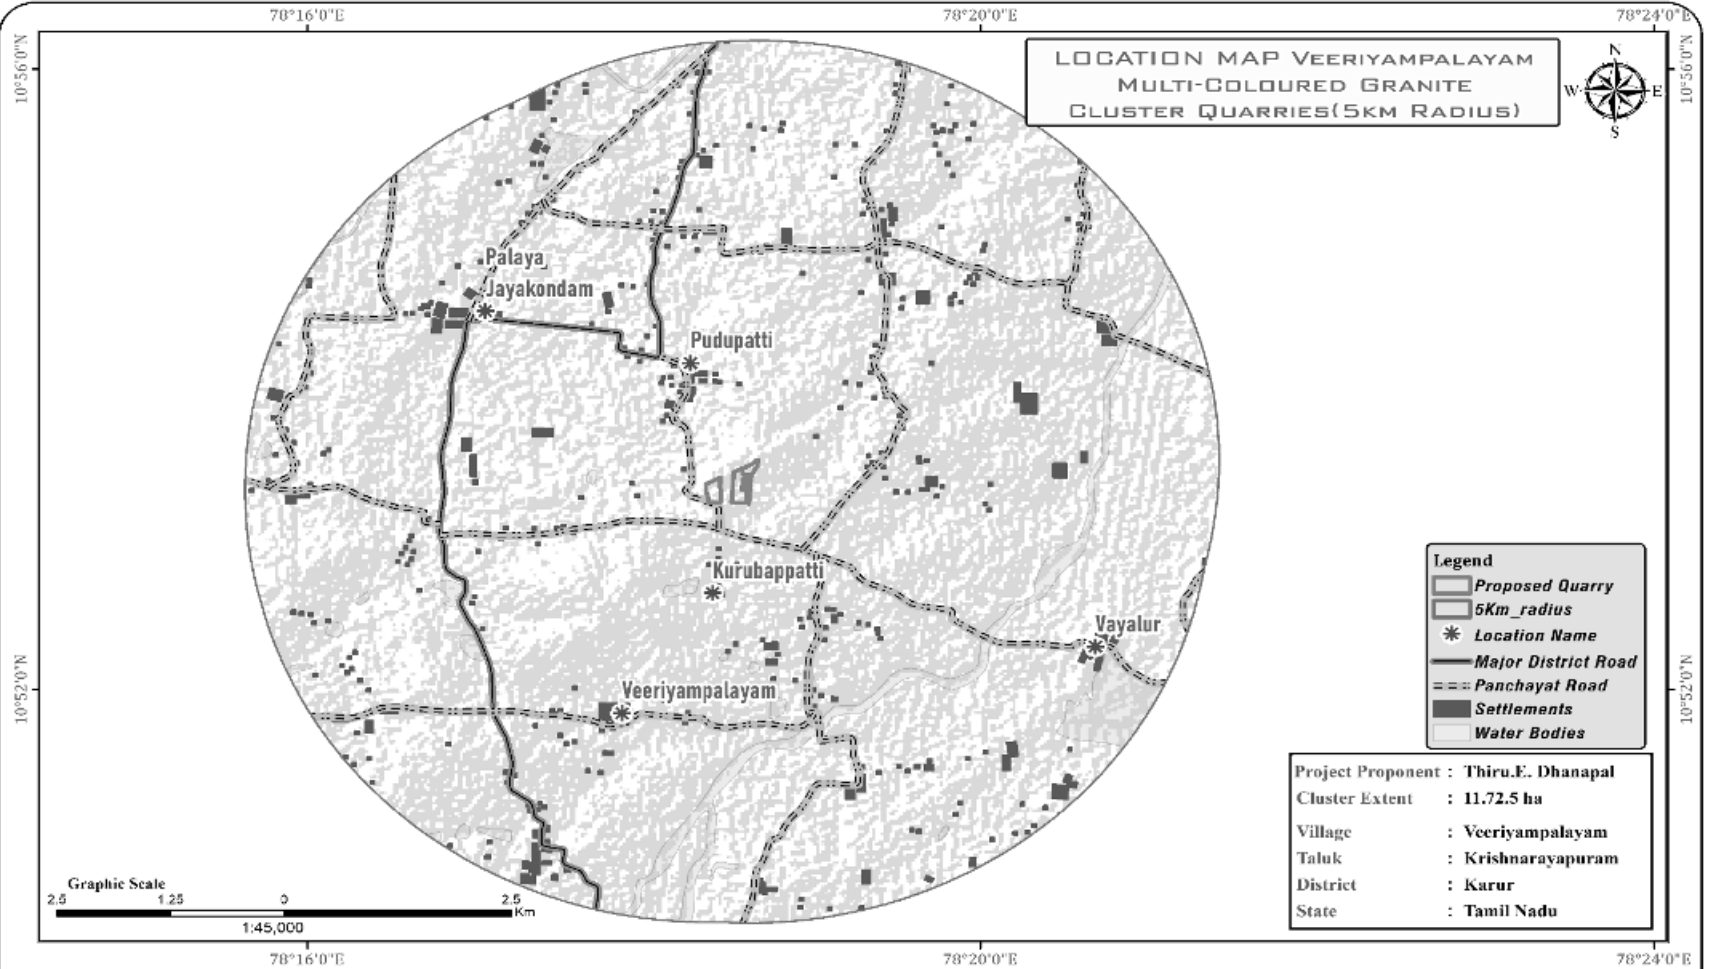 78°16'0"E
78°20'0"E
78°24'0"E
10°56'0"N
10°56'0"N
LOCATION MAP VEERIYAMPALAYAM
MULTI-COLOURED GRANITE
CLUSTER QUARRIES(5KM RADIUS)
N
W
E
S
Palaya
Jayakondam
Pudupatti
Kurubappatti
Vayalur
Veeriyampalayam
10°52'0"N
10°52'0"N
Legend
Proposed Quarry
5Km_radius
Location Name
Major District Road
Panchayat Road
Settlements
Water Bodies
Project Proponent : Thiru.E. Dhanapal
Cluster Extent : 11.72.5 ha
Village : Veeriyampalayam
Taluk : Krishnarayapuram
District : Karur
State : Tamil Nadu
Graphic Scale
2.5 1.25 0 2.5
Km
1:45,000
78°16'0"E
78°20'0"E
78°24'0"E